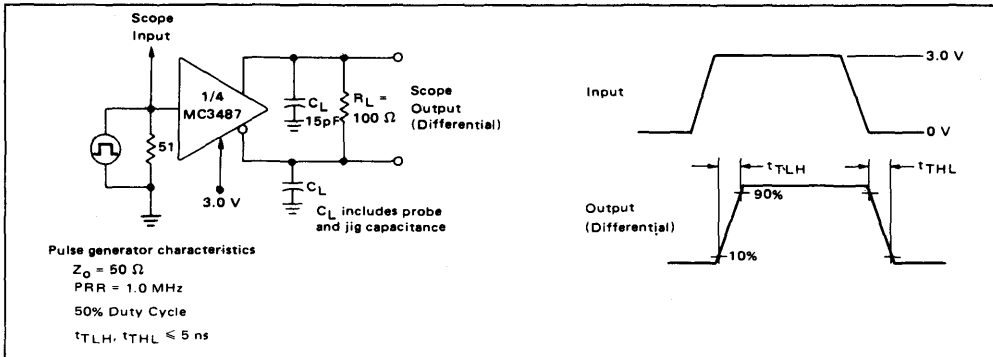 Scope
Input
1/4
MC3487
51
3.0 V
C_L
15pF
R_L =
100 Ω
Scope
Output
(Differential)
C_L
C_L includes probe
and jig capacitance
Pulse generator characteristics
Z_o = 50 Ω
PRR = 1.0 MHz
50% Duty Cycle
t_TLH, t_THL ≤ 5 ns
Input
3.0 V
0 V
t_TLH
t_THL
Output
(Differential)
90%
10%